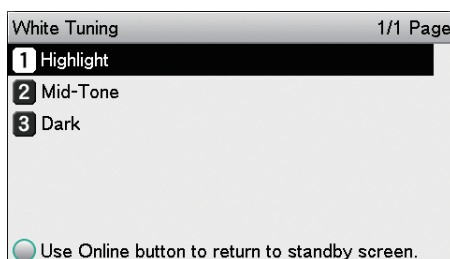 White Tuning 1/1 Page
1 Highlight
2 Mid-Tone
3 Dark
Use Online button to return to standby screen.